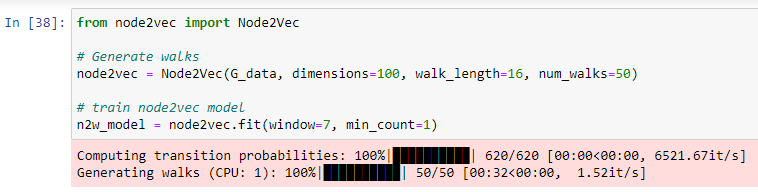 In [38]: from node2vec import Node2Vec
# Generate walks
node2vec = Node2Vec(G_data, dimensions=100, walk_length=16, num_walks=50)
# train node2vec model
n2w_model = node2vec.fit(window=7, min_count=1)
Computing transition probabilities: 100%|██████████| 620/620 [00:00<00:00, 6521.67it/s]
Generating walks (CPU: 1): 100%|██████████| 50/50 [00:32<00:00,  1.52it/s]